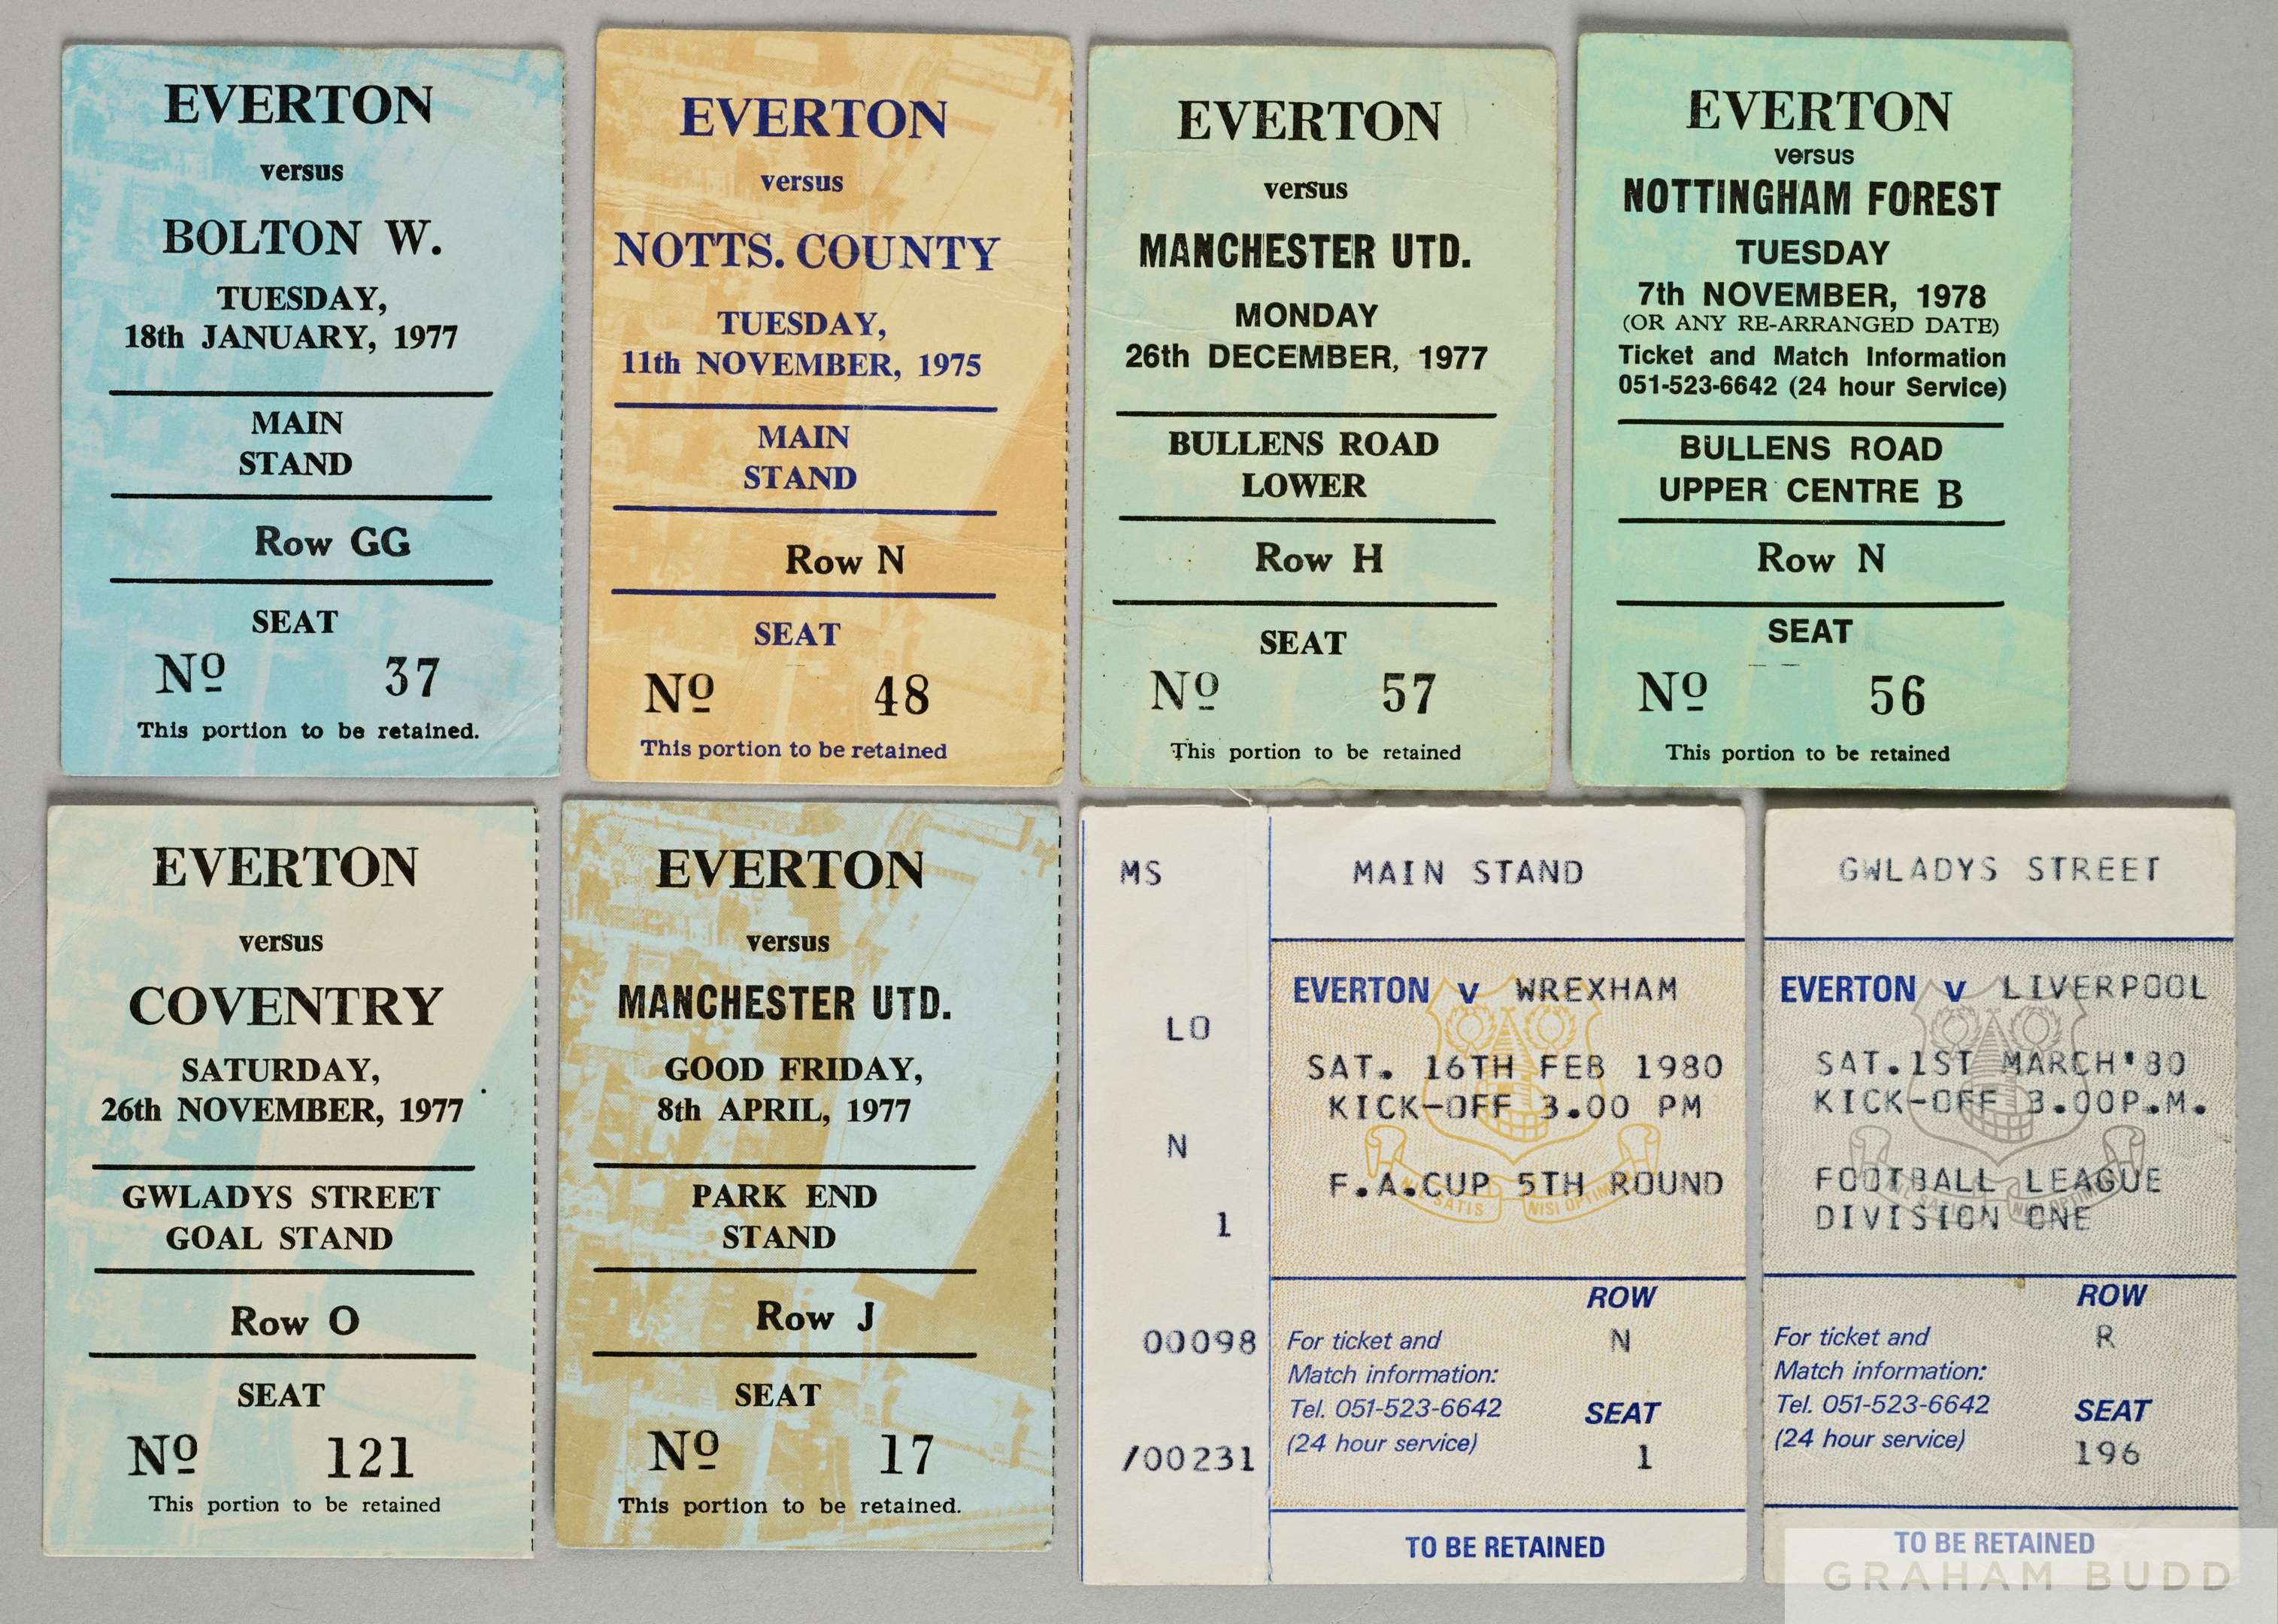 EVERTON
versus
BOLTON W.
TUESDAY,
18th JANUARY, 1977
MAIN
STAND
Row GG
SEAT
Nº 37
This portion to be retained.
EVERTON
versus
NOTTS. COUNTY
TUESDAY,
11th NOVEMBER, 1975
MAIN
STAND
Row N
SEAT
Nº 48
This portion to be retained
EVERTON
versus
MANCHESTER UTD.
MONDAY
26th DECEMBER, 1977
BULLENS ROAD
LOWER
Row H
SEAT
Nº 57
This portion to be retained
EVERTON
versus
NOTTINGHAM FOREST
TUESDAY
7th NOVEMBER, 1978
(OR ANY RE-ARRANGED DATE)
Ticket and Match Information
051-523-6642 (24 hour Service)
BULLENS ROAD
UPPER CENTRE B
Row N
SEAT
Nº 56
This portion to be retained
EVERTON
versus
COVENTRY
SATURDAY,
26th NOVEMBER, 1977
GWLADYS STREET
GOAL STAND
Row O
SEAT
Nº 121
This portion to be retained
EVERTON
versus
MANCHESTER UTD.
GOOD FRIDAY,
8th APRIL, 1977
PARK END
STAND
Row J
SEAT
Nº 17
This portion to be retained.
MS
LO
N
1
00098
/00231
MAIN STAND
EVERTON v WREXHAM
SAT. 16TH FEB 1980
KICK-OFF 3.00 PM
F.A.CUP 5TH ROUND
SATIS NISI OPTIMUM
ROW
N
For ticket and
Match information:
Tel. 051-523-6642
(24 hour service)
SEAT
1
TO BE RETAINED
GWLADYS STREET
EVERTON v LIVERPOOL
SAT.1ST MARCH'80
KICK-OFF 3.00P.M.
FOOTBALL LEAGUE
DIVISION ONE
ROW
R
For ticket and
Match information:
Tel. 051-523-6642
(24 hour service)
SEAT
196
TO BE RETAINED
GRAHAM BUDD